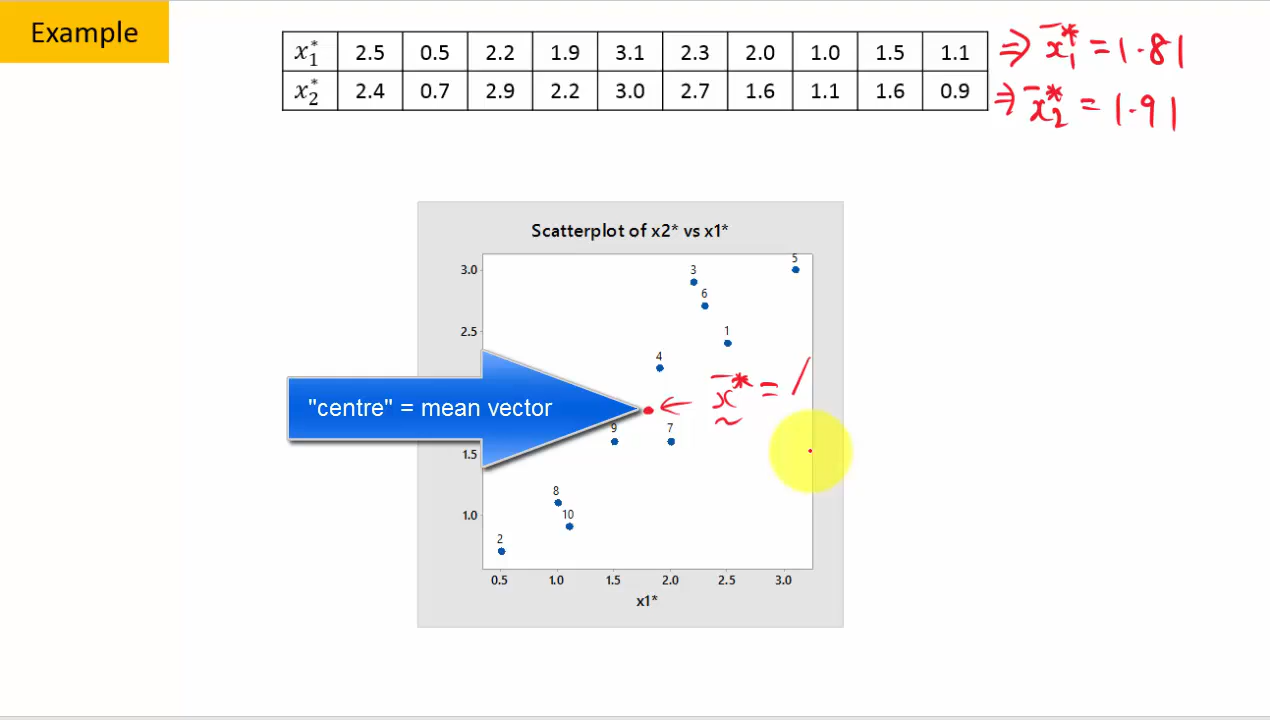 Example
x₁* 2.5 0.5 2.2 1.9 3.1 2.3 2.0 1.0 1.5 1.1 ⇒ x̄₁* = 1.81
x₂* 2.4 0.7 2.9 2.2 3.0 2.7 1.6 1.1 1.6 0.9 ⇒ x̄₂* = 1.91
Scatterplot of x2* vs x1*
5
3.0
3
6
2.5
1
4
x̄* = (
"centre" = mean vector
9 7
1.5
8
1.0
10
2
0.5 1.0 1.5 2.0 2.5 3.0
x1*